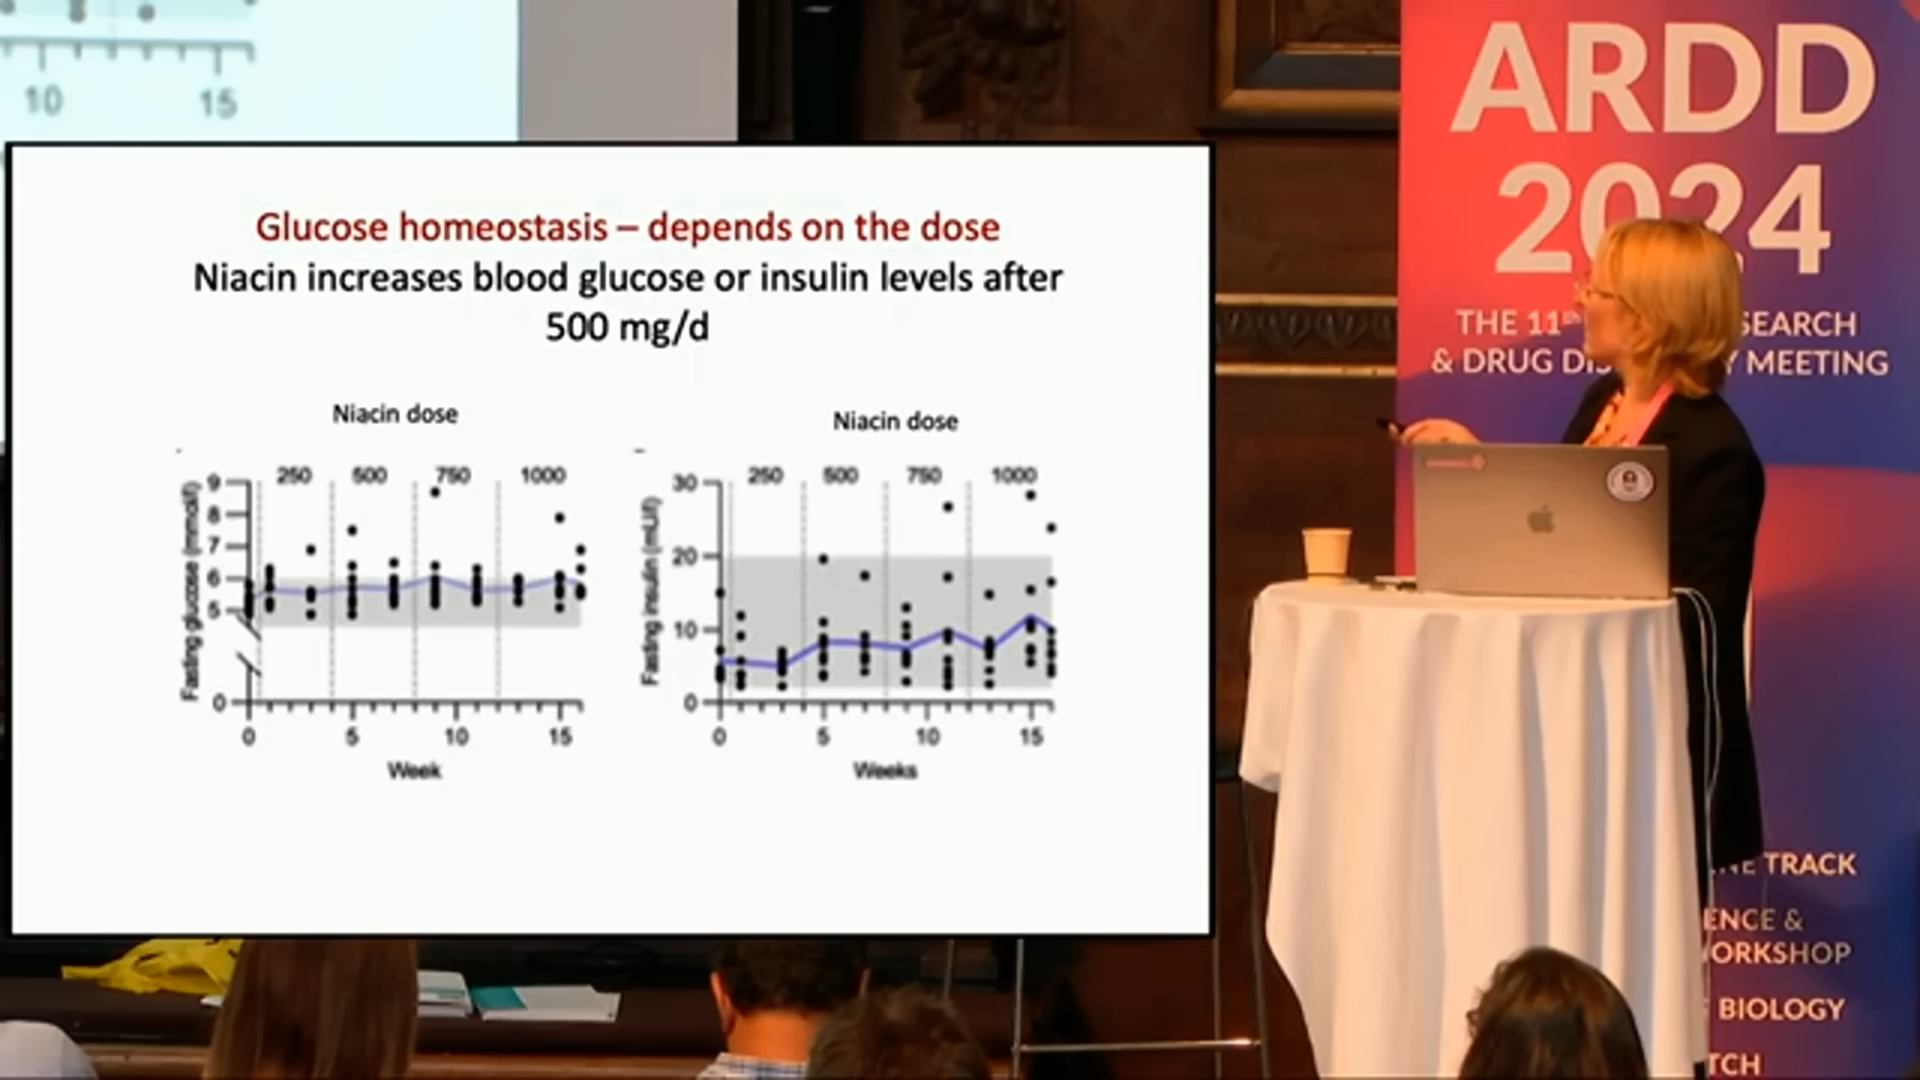 10 15
Glucose homeostasis – depends on the dose
Niacin increases blood glucose or insulin levels after
500 mg/d
Niacin dose
250 500 750 1000
Fasting glucose (mmol/l)
9
8
7
6
5
0
0 5 10 15
Week
Niacin dose
250 500 750 1000
Fasting insulin (mU/l)
30
20
10
0
0 5 10 15
Weeks
ARDD
2024
THE 11th SEARCH
& DRUG MEETING
TRACK
&
BIOLOGY